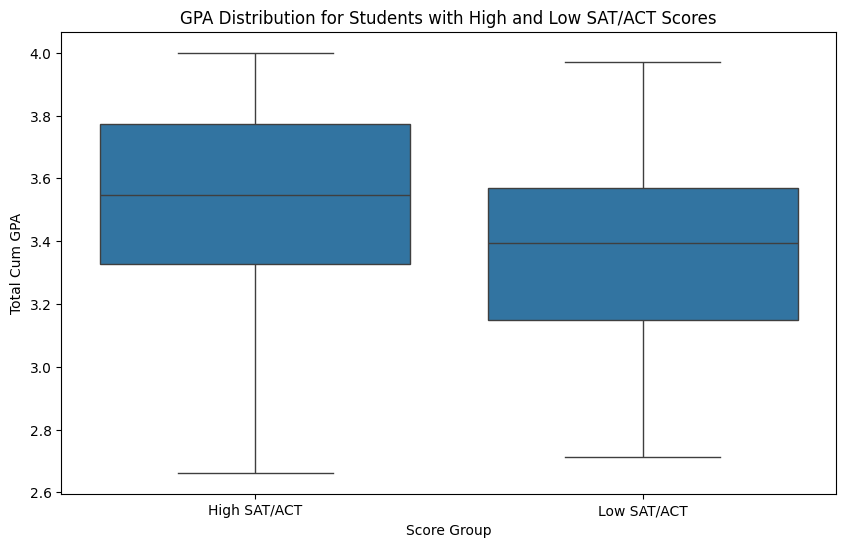 GPA Distribution for Students with High and Low SAT/ACT Scores
Total Cum GPA
4.0
3.8
3.6
3.4
3.2
3.0
2.8
2.6
High SAT/ACT
Low SAT/ACT
Score Group